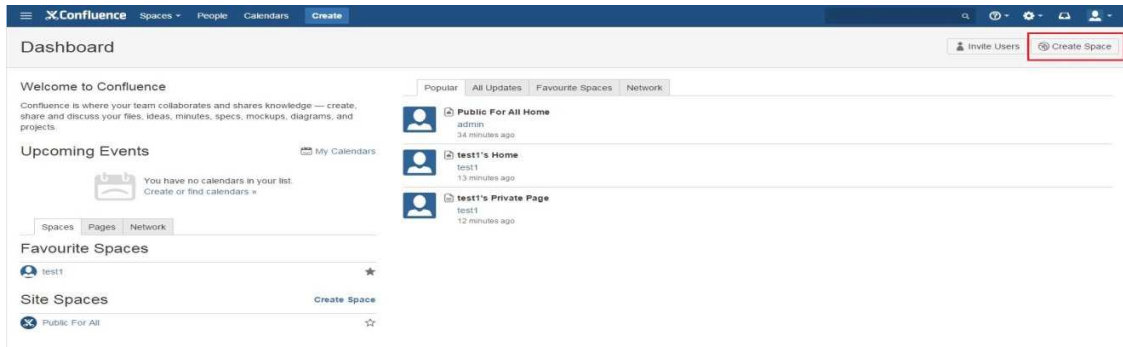 Confluence Spaces People Calendars Create
Dashboard
Invite Users Create Space
Welcome to Confluence
Confluence is where your team collaborates and shares knowledge — create,
share and discuss your files, ideas, minutes, specs, mockups, diagrams, and
projects.
Upcoming Events My Calendars
You have no calendars in your list.
Create or find calendars »
Spaces Pages Network
Favourite Spaces
test1
Site Spaces Create Space
Public For All
Popular All Updates Favourite Spaces Network
Public For All Home
admin
34 minutes ago
test1's Home
test1
13 minutes ago
test1's Private Page
test1
12 minutes ago